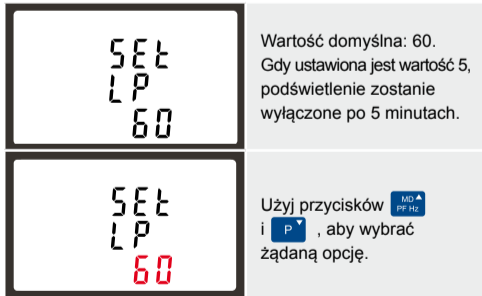 SEt
LP
60
Wartość domyślna: 60.
Gdy ustawiona jest wartość 5,
podświetlenie zostanie
wyłączone po 5 minutach.
SEt
LP
60
Użyj przycisków MD▲ PF Hz
i P▼ , aby wybrać
żądaną opcję.